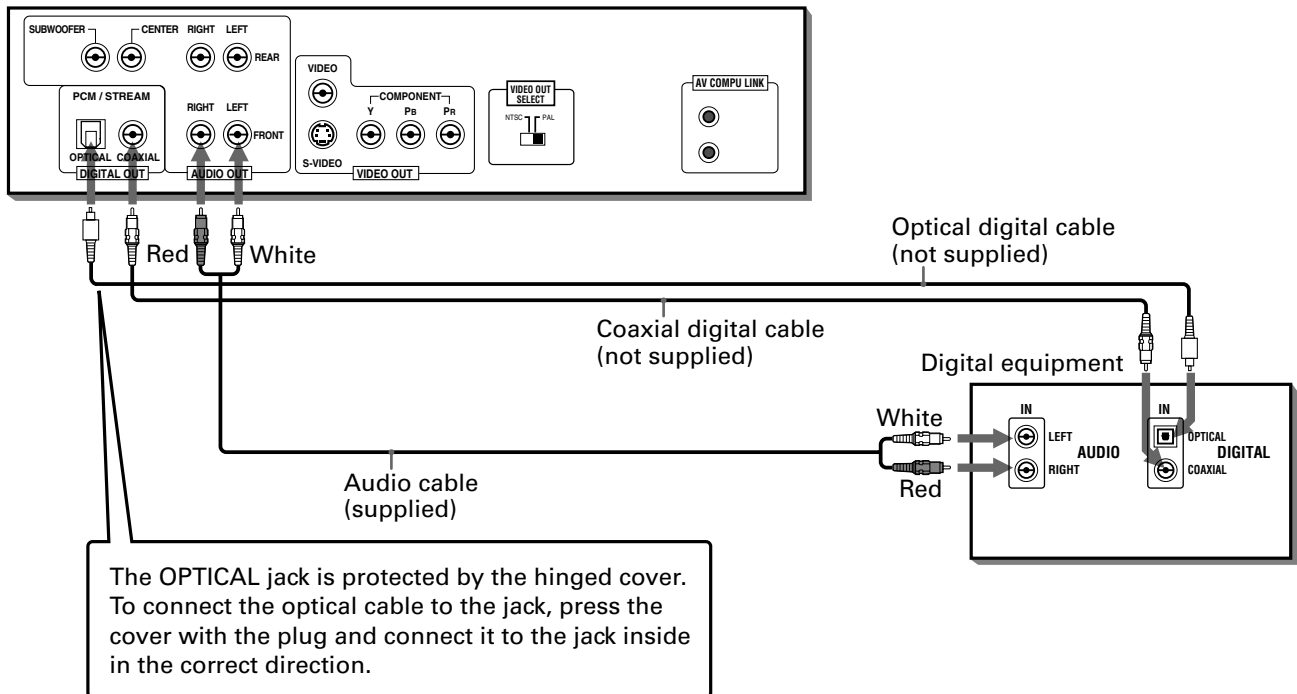 SUBWOOFER
CENTER
RIGHT LEFT
REAR
PCM / STREAM
RIGHT LEFT
FRONT
OPTICAL COAXIAL
DIGITAL OUT
AUDIO OUT
VIDEO
COMPONENT
Y PB PR
S-VIDEO
VIDEO OUT
VIDEO OUT
SELECT
NTSC PAL
AV COMPU LINK
Red
White
Optical digital cable
(not supplied)
Coaxial digital cable
(not supplied)
Digital equipment
White
Red
IN
LEFT
RIGHT
AUDIO
IN
OPTICAL
COAXIAL
DIGITAL
Audio cable
(supplied)
The OPTICAL jack is protected by the hinged cover.
To connect the optical cable to the jack, press the
cover with the plug and connect it to the jack inside
in the correct direction.